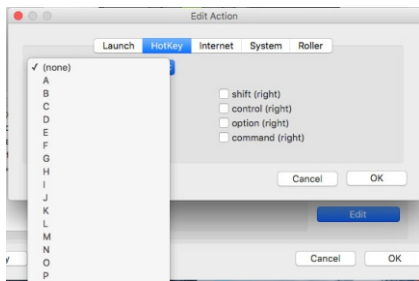 Edit Action
Launch HotKey Internet System Roller
✓ (none)
A
B
C
D
E
F
G
H
I
J
K
L
M
N
O
P
shift (right)
control (right)
option (right)
command (right)
Cancel OK
Edit
y Cancel OK